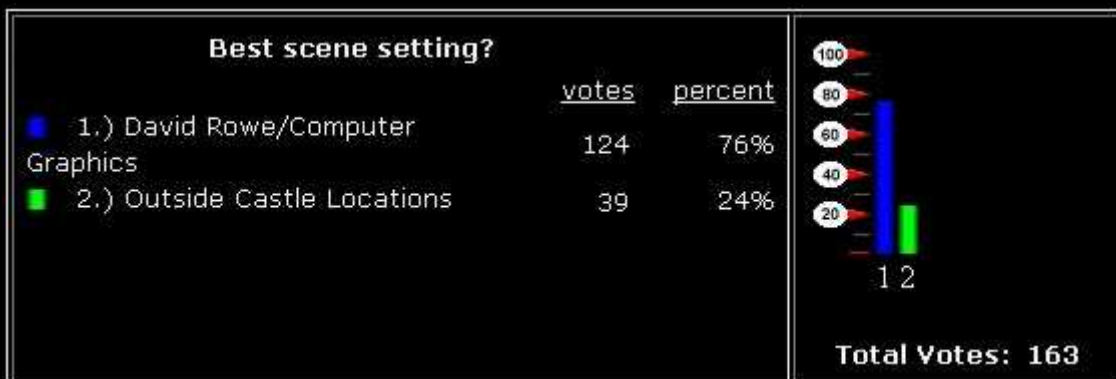 Best scene setting?
votes percent
1.) David Rowe/Computer
Graphics
124 76%
2.) Outside Castle Locations 39 24%
100
80
60
40
20
1 2
Total Votes: 163